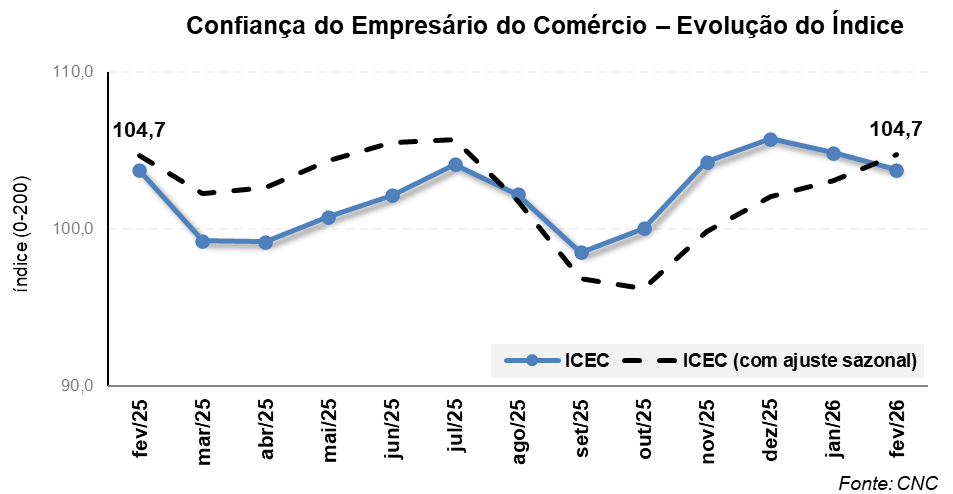 Confiança do Empresário do Comércio – Evolução do Índice
110,0
104,7
104,7
100,0
índice (0-200)
ICEC
ICEC (com ajuste sazonal)
90,0
fev/25
mar/25
abr/25
mai/25
jun/25
jul/25
ago/25
set/25
out/25
nov/25
dez/25
jan/26
fev/26
Fonte: CNC